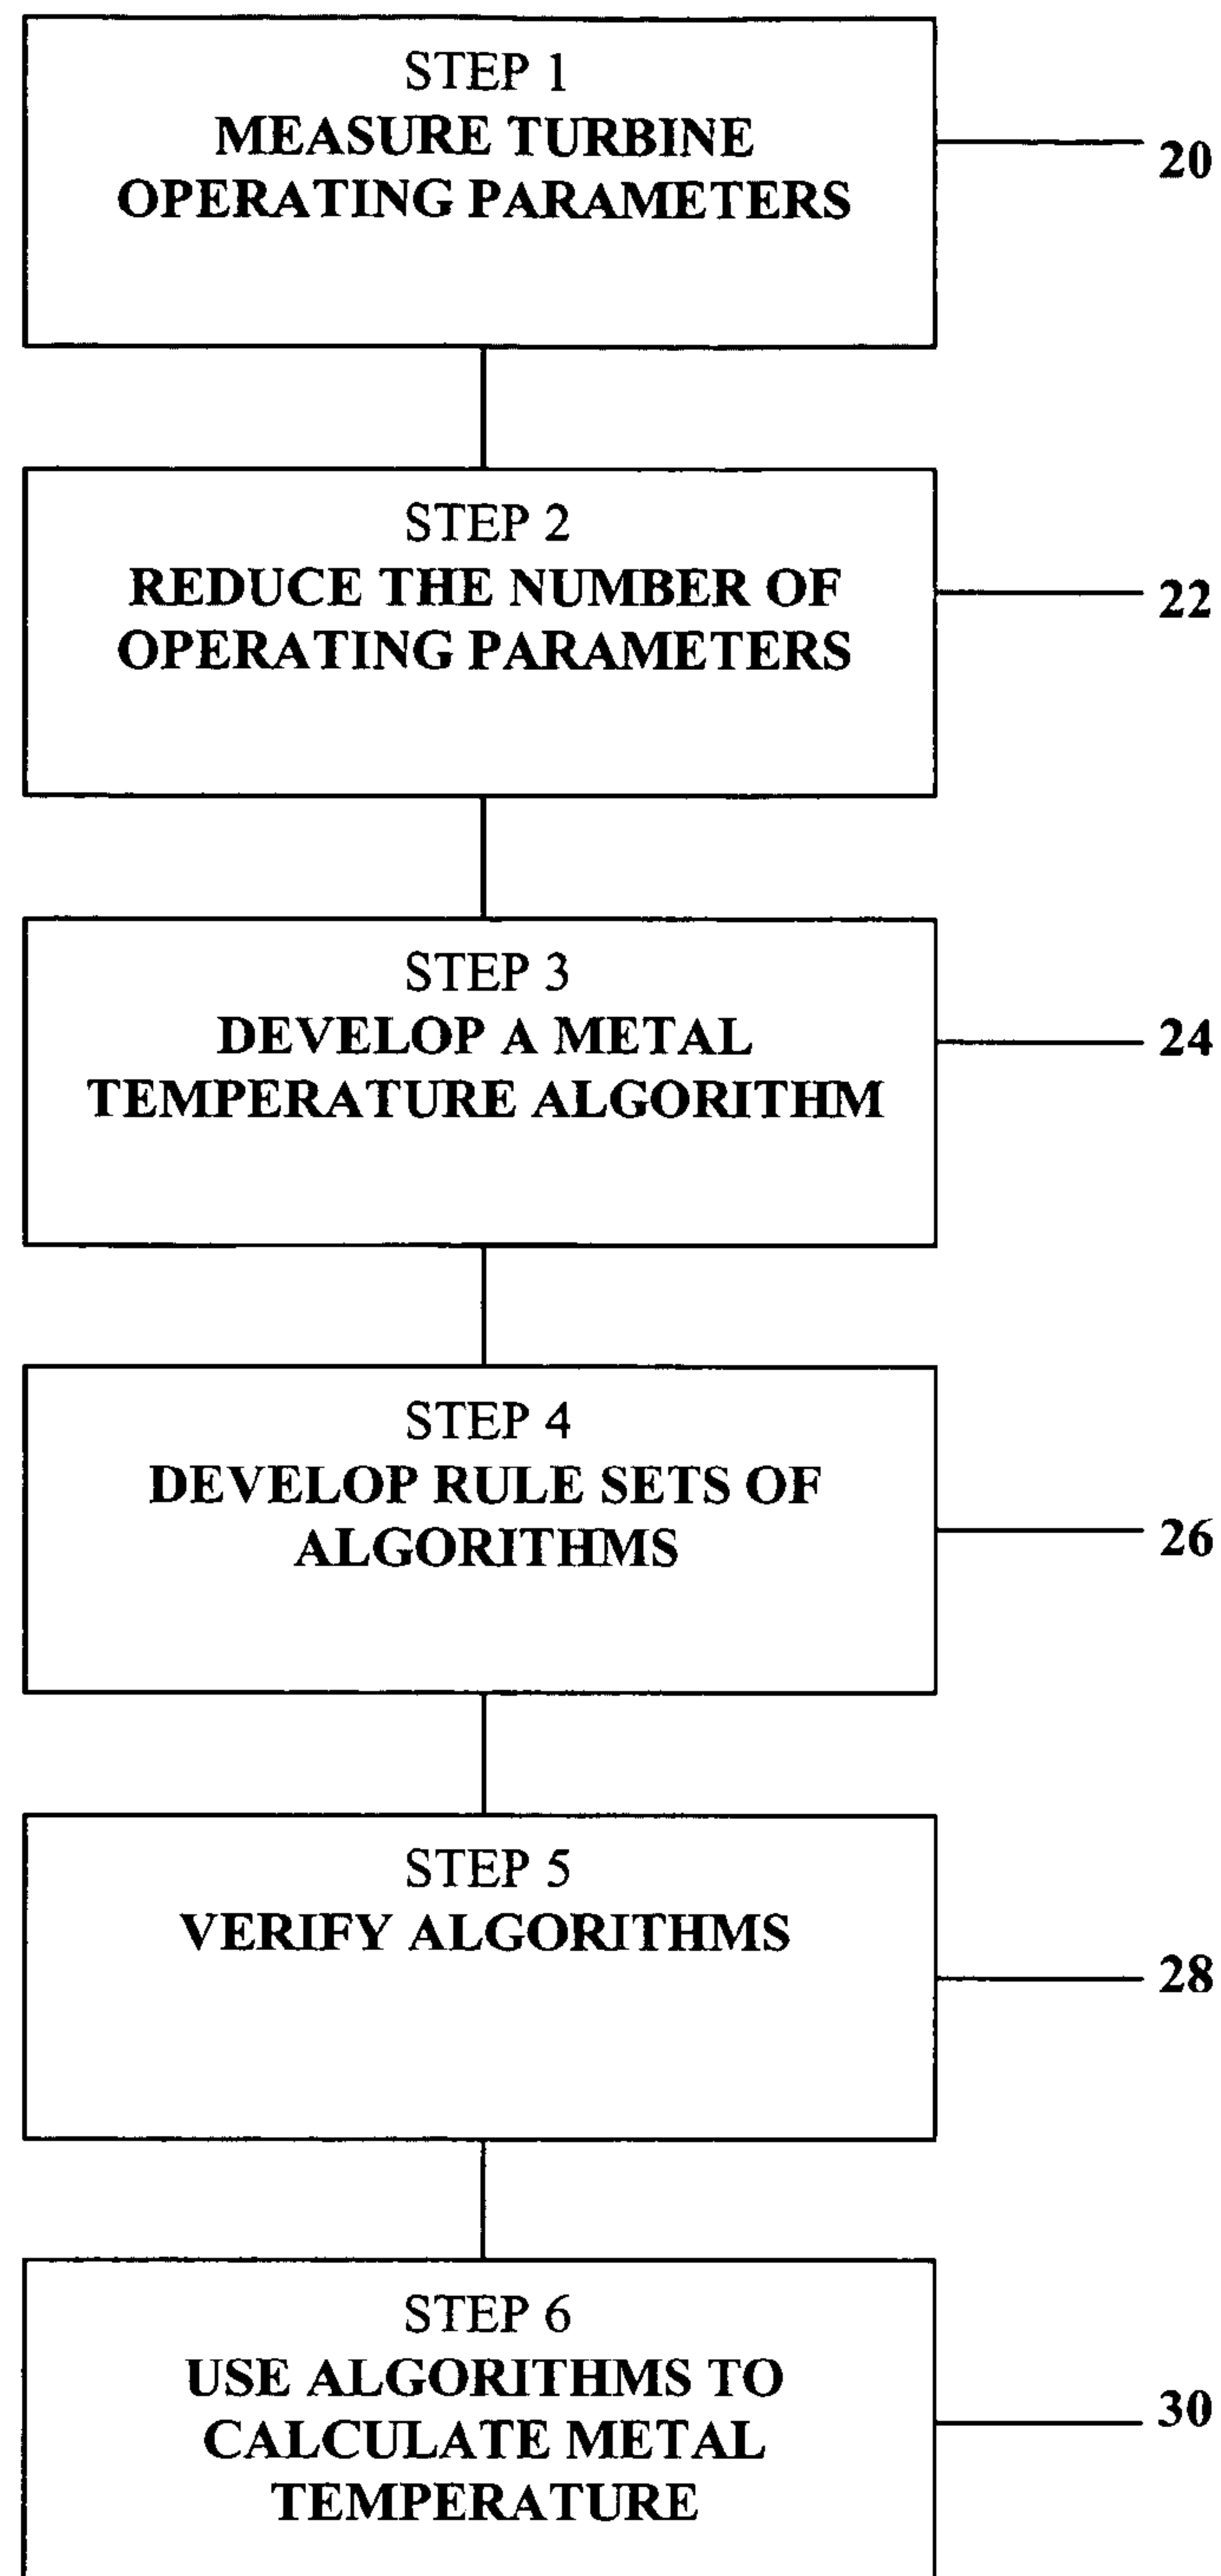 STEP 1
MEASURE TURBINE
OPERATING PARAMETERS
20
STEP 2
REDUCE THE NUMBER OF
OPERATING PARAMETERS
22
STEP 3
DEVELOP A METAL
TEMPERATURE ALGORITHM
24
STEP 4
DEVELOP RULE SETS OF
ALGORITHMS
26
STEP 5
VERIFY ALGORITHMS
28
STEP 6
USE ALGORITHMS TO
CALCULATE METAL
TEMPERATURE
30